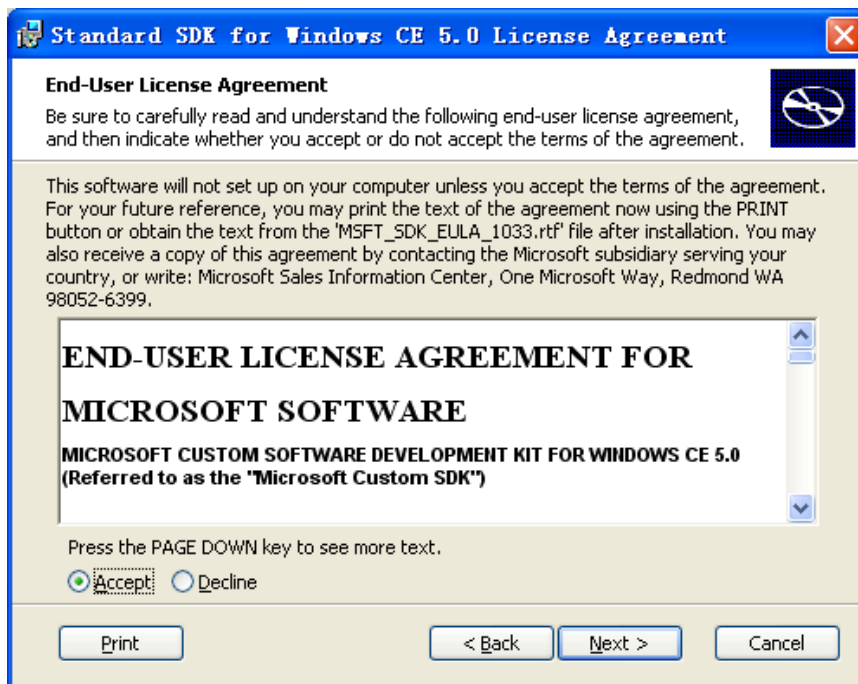 Standard SDK for Windows CE 5.0 License Agreement
End-User License Agreement
Be sure to carefully read and understand the following end-user license agreement,
and then indicate whether you accept or do not accept the terms of the agreement.
This software will not set up on your computer unless you accept the terms of the agreement.
For your future reference, you may print the text of the agreement now using the PRINT
button or obtain the text from the 'MSFT_SDK_EULA_1033.rtf' file after installation. You may
also receive a copy of this agreement by contacting the Microsoft subsidiary serving your
country, or write: Microsoft Sales Information Center, One Microsoft Way, Redmond WA
98052-6399.
END-USER LICENSE AGREEMENT FOR
MICROSOFT SOFTWARE
MICROSOFT CUSTOM SOFTWARE DEVELOPMENT KIT FOR WINDOWS CE 5.0
(Referred to as the "Microsoft Custom SDK")
Press the PAGE DOWN key to see more text.
Accept Decline
Print < Back Next > Cancel